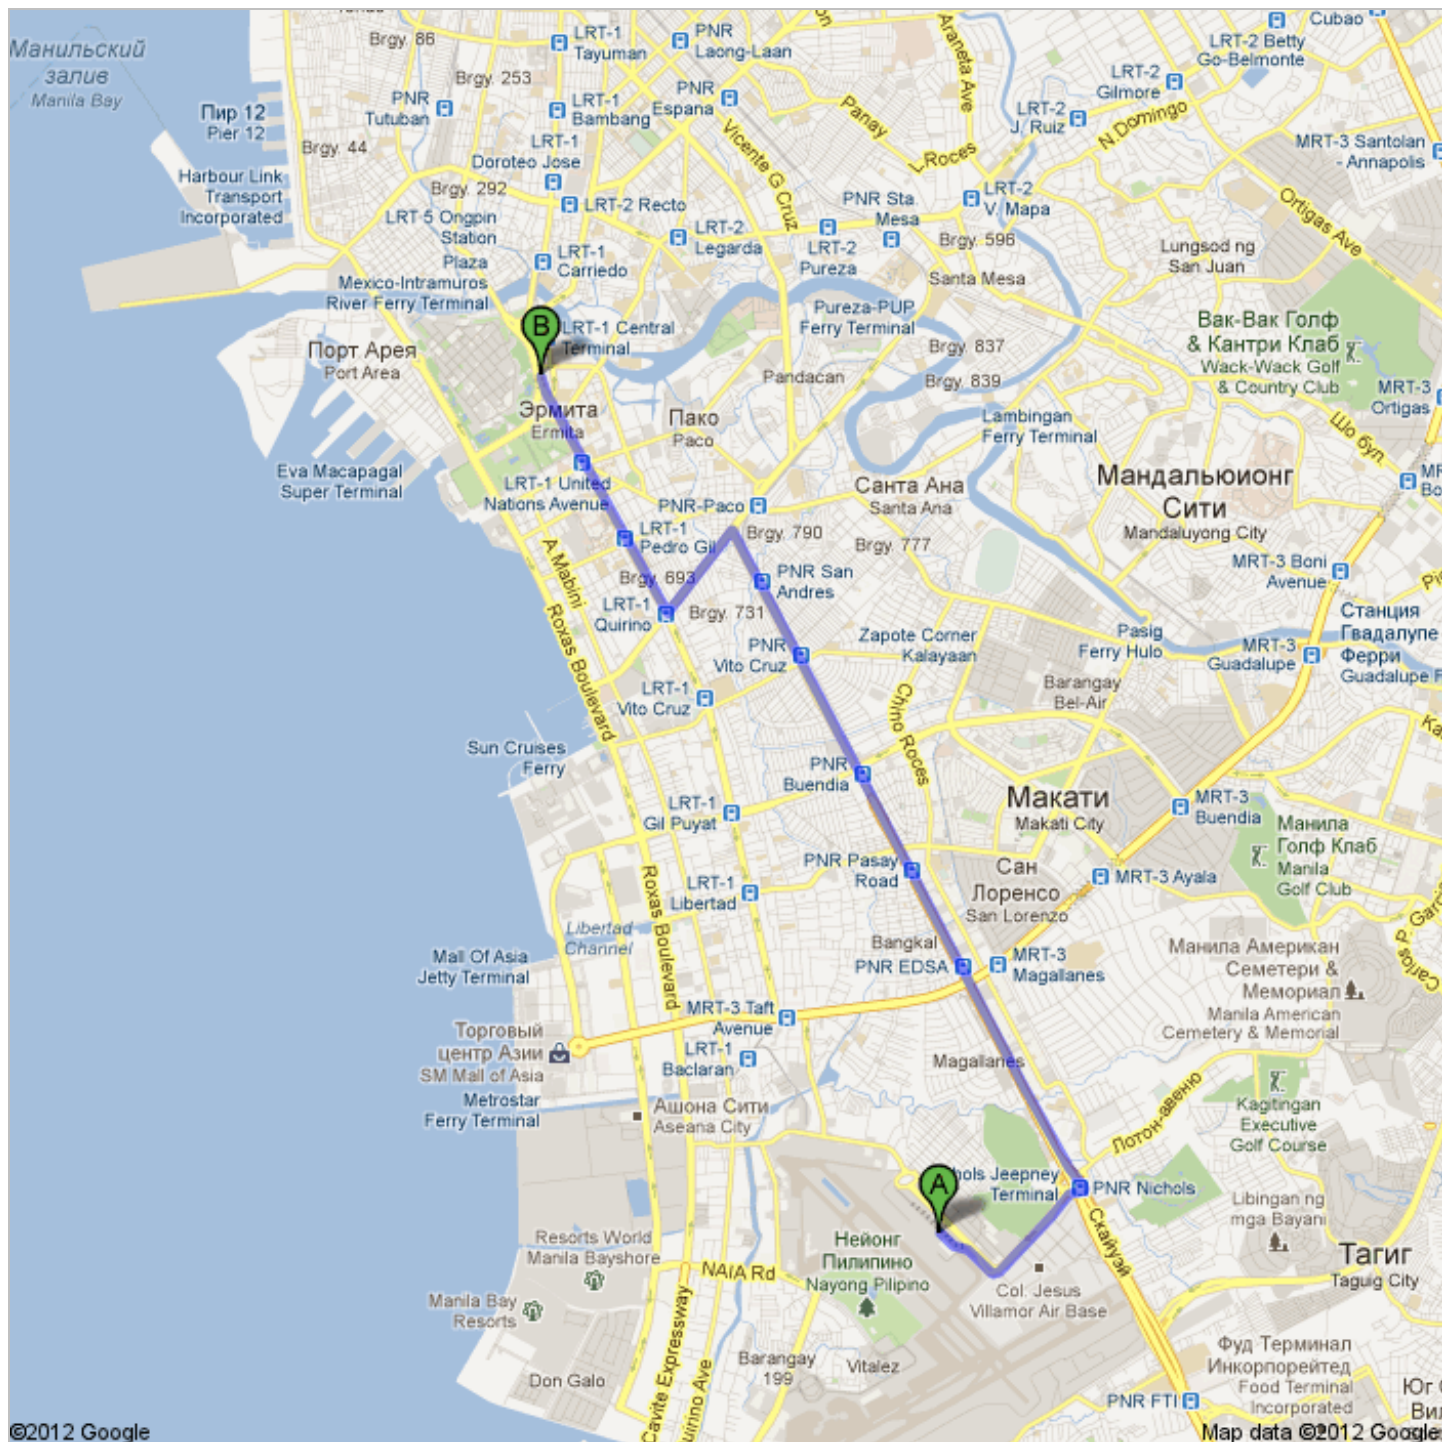 Brgy. 86
LRT-1
Tayuman
PNR
Laong-Laan
Araneta Ave
Cubao
LRT-2 Betty
Go-Belmonte
Манильский
залив
Manila Bay
Brgy. 253
PNR
Espana
LRT-2
Gilmore
PNR
Tutuban
LRT-1
Bambang
Panay
LRT-2
J. Ruiz
N Domingo
Пир 12
Pier 12
Vicente G Cruz
MRT-3 Santolan
- Annapolis
Brgy. 44
LRT-1
Doroteo Jose
L.Roces
Harbour Link
Transport
Incorporated
Brgy. 292
LRT-2 Recto
PNR Sta.
Mesa
LRT-2
V. Mapa
Ortigas Ave
LRT-5 Ongpin
Station
LRT-2
Legarda
LRT-2
Pureza
Brgy. 596
Lungsod ng
San Juan
Plaza
Mexico-Intramuros
River Ferry Terminal
LRT-1
Carriedo
Santa Mesa
Pureza-PUP
Ferry Terminal
B
LRT-1 Central
Terminal
Вак-Вак Голф
& Кантри Клаб
Wack-Wack Golf
& Country Club
Порт Арея
Port Area
Brgy. 837
Pandacan
Brgy. 839
MRT-3
Ortigas
Эрмита
Ermita
Пако
Paco
Lambingan
Ferry Terminal
Шо бул.
Eva Macapagal
Super Terminal
LRT-1 United
Nations Avenue
Санта Ана
Santa Ana
Мандальюионг
Сити
Mandaluyong City
PNR-Paco
LRT-1
Pedro Gil
Brgy. 790
Brgy. 777
A Mabini
Brgy. 693
PNR San
Andres
MRT-3 Boni
Avenue
LRT-1
Quirino
Brgy. 731
Roxas Boulevard
PNR
Vito Cruz
Zapote Corner
Kalayaan
Pasig
Ferry Hulo
MRT-3
Guadalupe
Станция
Гвадалупе
Ферри
Guadalupe F
LRT-1
Vito Cruz
Chino Roces
Barangay
Bel-Air
Sun Cruises
Ferry
PNR
Buendia
LRT-1
Gil Puyat
Макати
Makati City
MRT-3
Buendia
Манила
Голф Клаб
Manila
Golf Club
PNR Pasay
Road
Сан
Лоренсо
San Lorenzo
MRT-3 Ayala
LRT-1
Libertad
Roxas Boulevard
Libertad
Channel
Carlos P. Garci
Bangkal
Mall Of Asia
Jetty Terminal
PNR EDSA
MRT-3
Magallanes
Манила Американ
Семетери &
Мемориал
Manila American
Cemetery & Memorial
MRT-3 Taft
Avenue
Торговый
центр Азии
SM Mall of Asia
LRT-1
Baclaran
Magallanes
Metrostar
Ferry Terminal
Ашона Сити
Aseana City
Лотон-авеню
Kagitingan
Executive
Golf Course
A
hols Jeepney
Terminal
PNR Nichols
Libingan ng
mga Bayani
Скайуэй
Resorts World
Manila Bayshore
NAIA Rd
Нейонг
Пилипино
Nayong Pilipino
Тагиг
Taguig City
Col. Jesus
Villamor Air Base
Manila Bay
Resorts
Cavite Expressway
uirino Ave
Barangay
199
Vitalez
Don Galo
Фуд Терминал
Инкорпорейтед
Food Terminal
Incorporated
PNR FTI
©2012 Google
Map data ©2012 Google